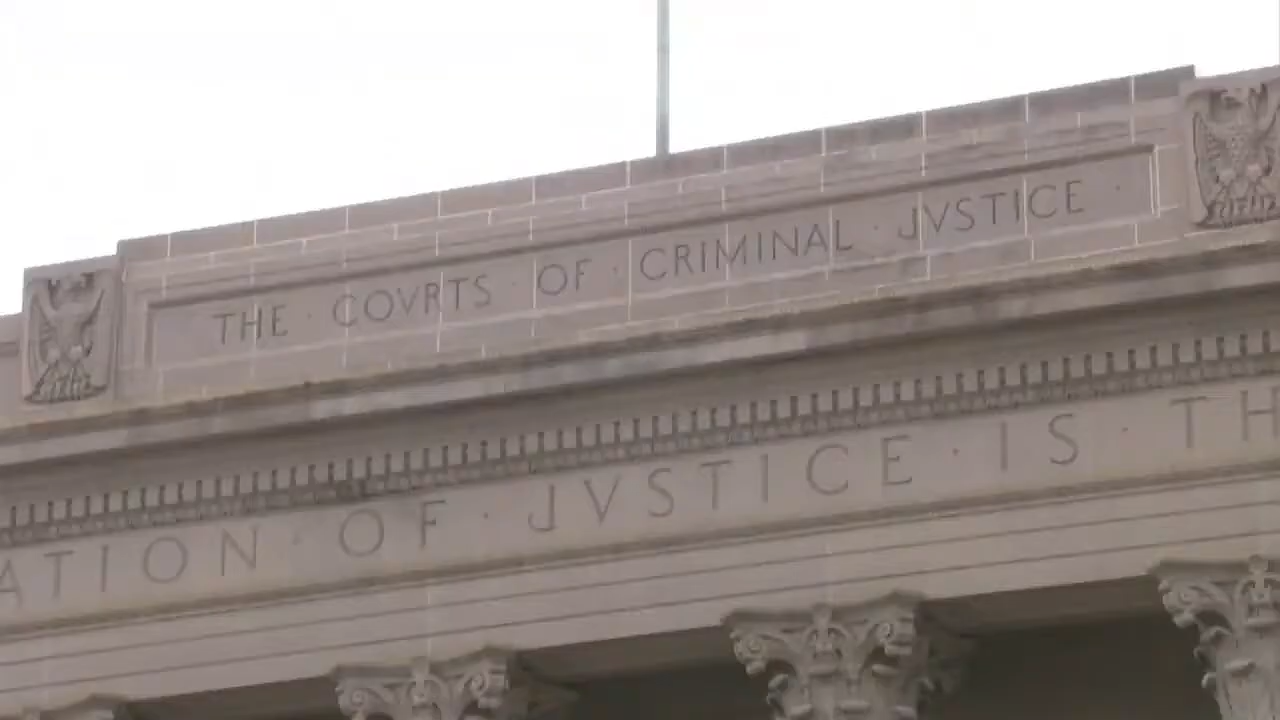 THE · COVRTS · OF · CRIMINAL · JVSTICE ·
ATION · OF · JVSTICE · IS · TH